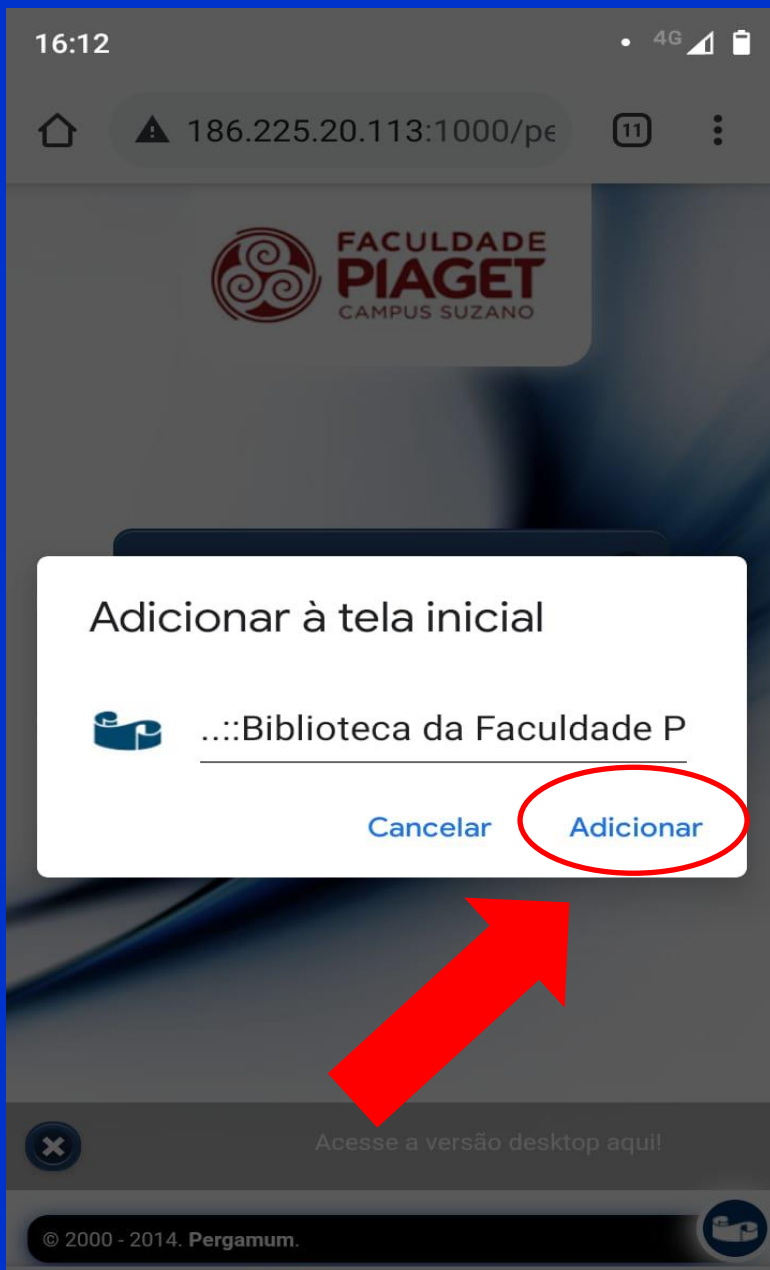 16:12
4G
186.225.20.113:1000/pe
11
FACULDADE
PIAGET
CAMPUS SUZANO
Adicionar à tela inicial
..::Biblioteca da Faculdade P
Cancelar
Adicionar
Acesse a versão desktop aqui!
© 2000 - 2014. Pergamum.